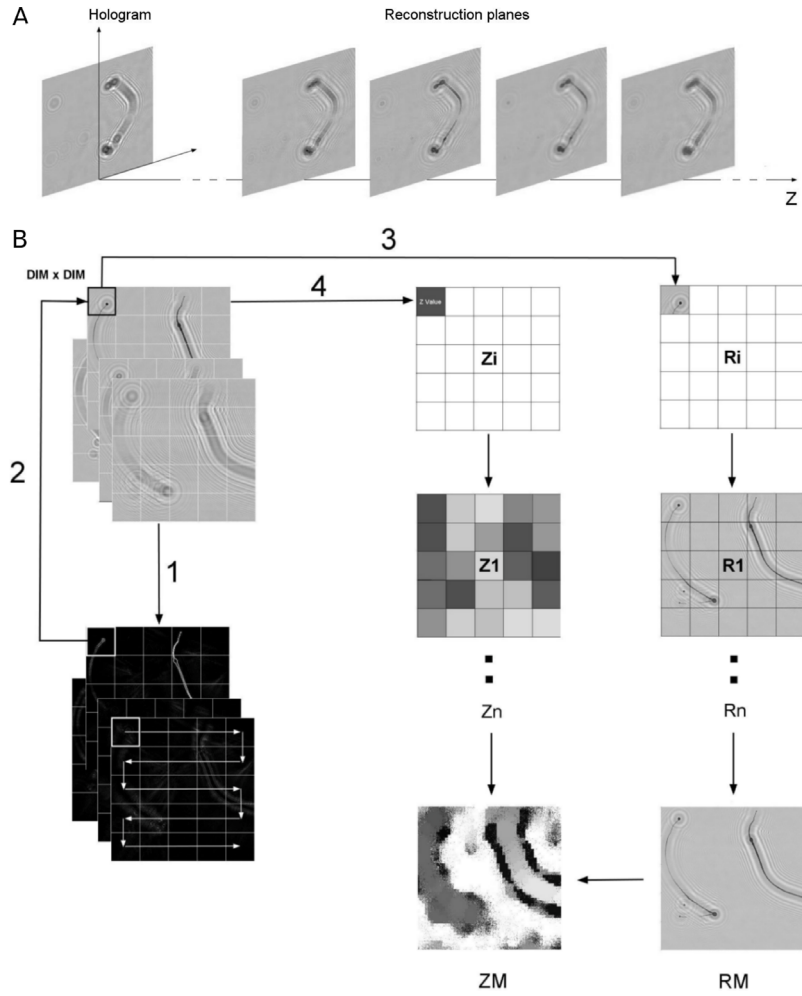 A
Hologram
Reconstruction planes
Z
B
3
DIM x DIM
4
Z Value
Zi
Ri
2
1
Z1
R1
Zn
Rn
ZM
RM